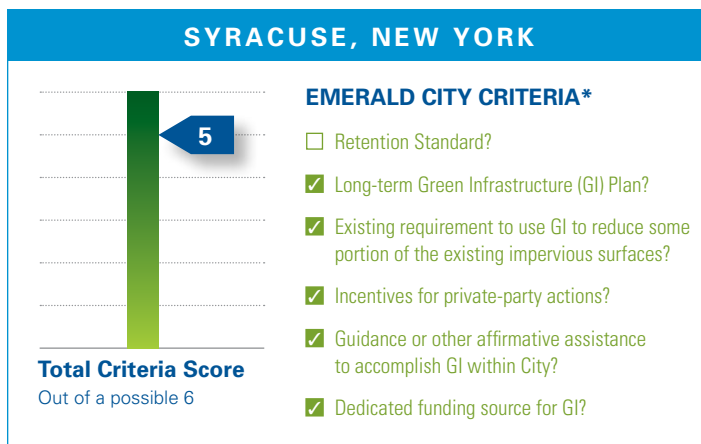 SYRACUSE, NEW YORK
5
Total Criteria Score
Out of a possible 6
EMERALD CITY CRITERIA*
Retention Standard?
Long-term Green Infrastructure (GI) Plan?
Existing requirement to use GI to reduce some
portion of the existing impervious surfaces?
Incentives for private-party actions?
Guidance or other affirmative assistance
to accomplish GI within City?
Dedicated funding source for GI?